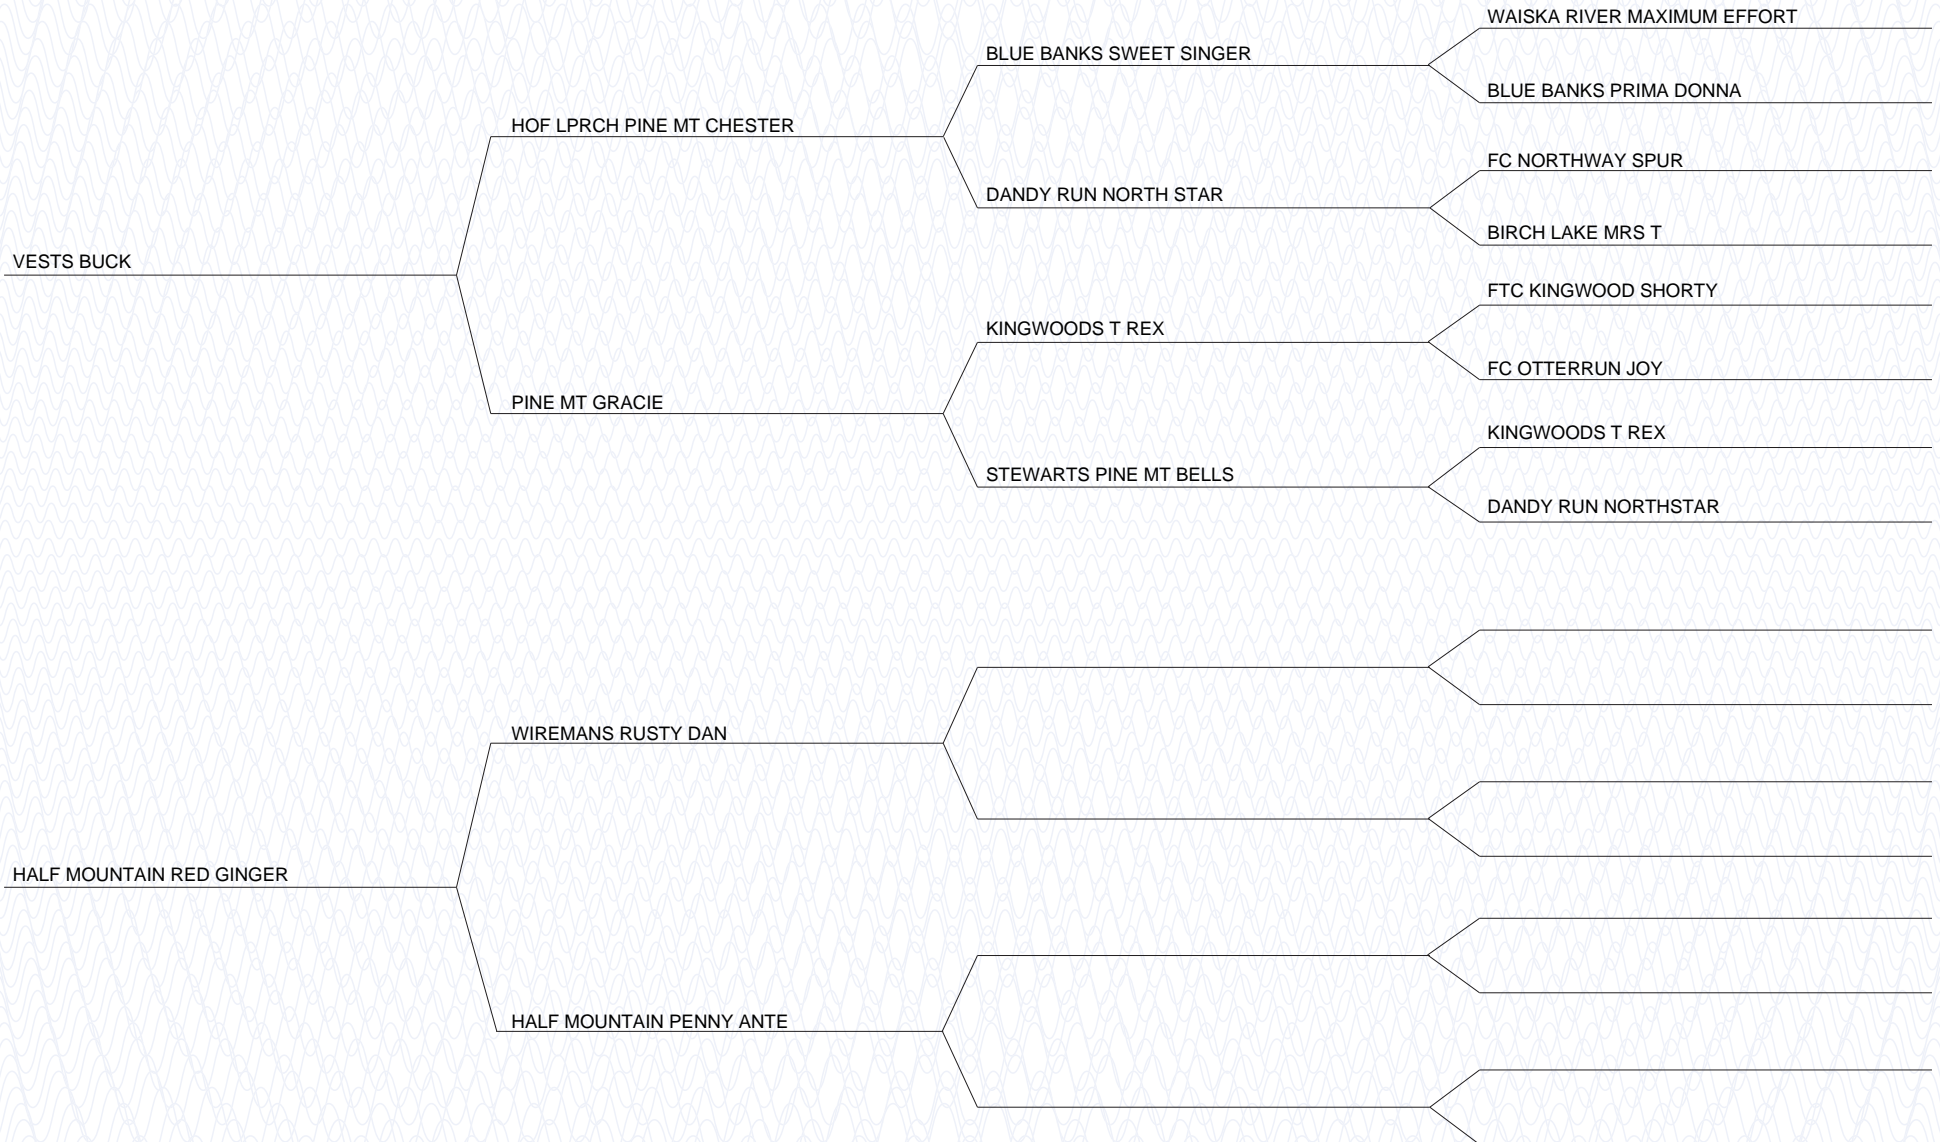 WAISKA RIVER MAXIMUM EFFORT
BLUE BANKS SWEET SINGER
BLUE BANKS PRIMA DONNA
HOF LPRCH PINE MT CHESTER
FC NORTHWAY SPUR
DANDY RUN NORTH STAR
BIRCH LAKE MRS T
VESTS BUCK
FTC KINGWOOD SHORTY
KINGWOODS T REX
FC OTTERRUN JOY
PINE MT GRACIE
KINGWOODS T REX
STEWARTS PINE MT BELLS
DANDY RUN NORTHSTAR
WIREMANS RUSTY DAN
HALF MOUNTAIN RED GINGER
HALF MOUNTAIN PENNY ANTE